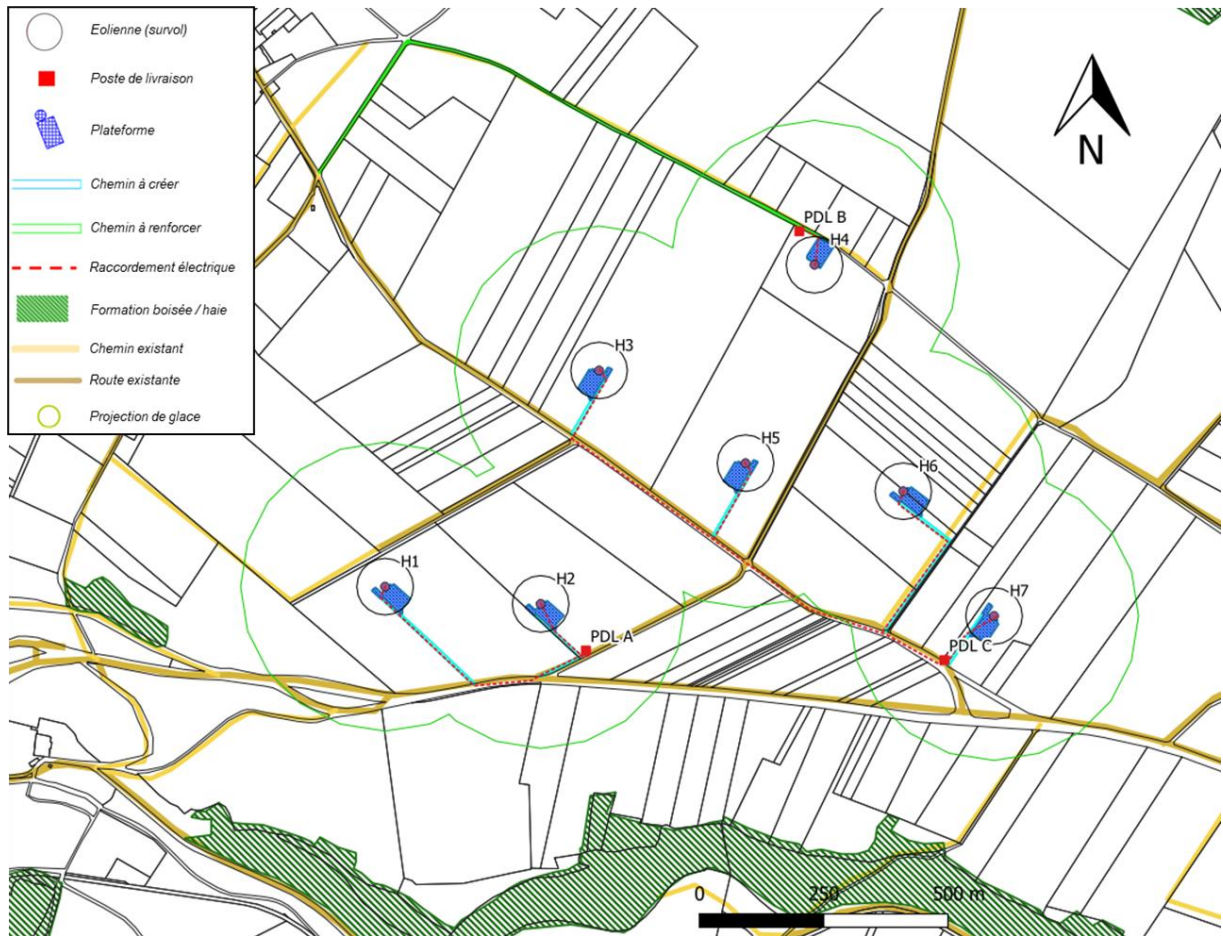 Eolienne (survol)
Poste de livraison
Plateforme
Chemin à créer
Chemin à renforcer
Raccordement électrique
Formation boisée / haie
Chemin existant
Route existante
Projection de glace
N
PDL B
H4
H3
H5
H6
H1
H2
H7
PDL A
PDL C
0 250 500 m